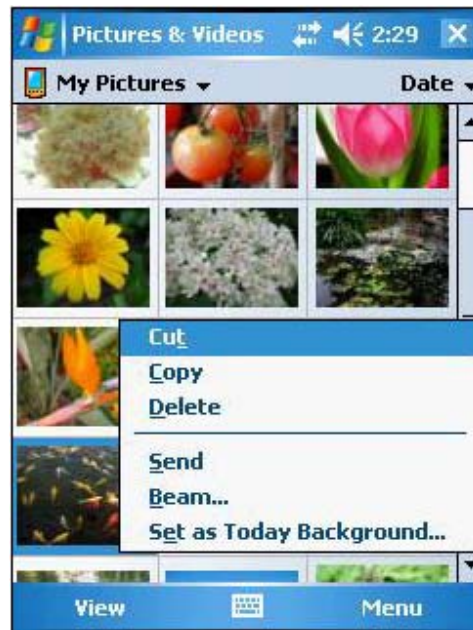 Pictures & Videos 2:29
My Pictures Date
Cut
Copy
Delete
Send
Beam...
Set as Today Background...
View Menu